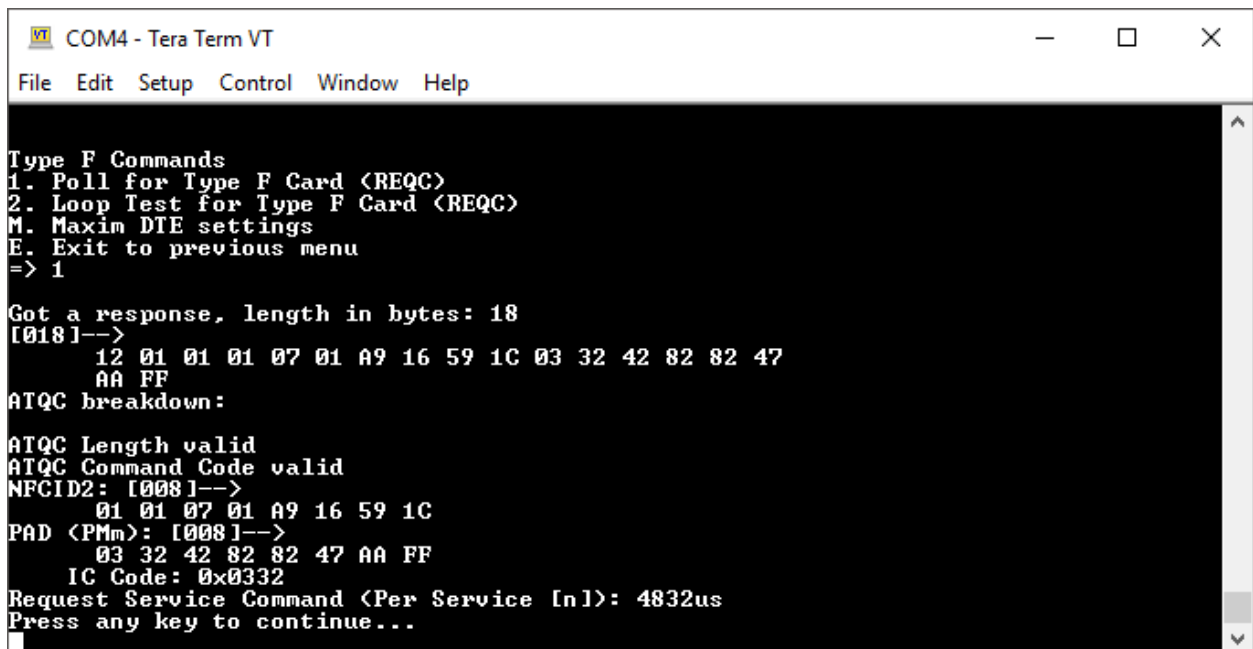 COM4 - Tera Term VT
File Edit Setup Control Window Help
Type F Commands
1. Poll for Type F Card (REQC)
2. Loop Test for Type F Card (REQC)
M. Maxim DTE settings
E. Exit to previous menu
=> 1
Got a response, length in bytes: 18
[018]-->
12 01 01 01 07 01 A9 16 59 1C 03 32 42 82 82 47
AA FF
ATQC breakdown:
ATQC Length valid
ATQC Command Code valid
NFCID2: [008]-->
01 01 07 01 A9 16 59 1C
PAD (PMm): [008]-->
03 32 42 82 82 47 AA FF
IC Code: 0x0332
Request Service Command (Per Service [n]): 4832us
Press any key to continue...